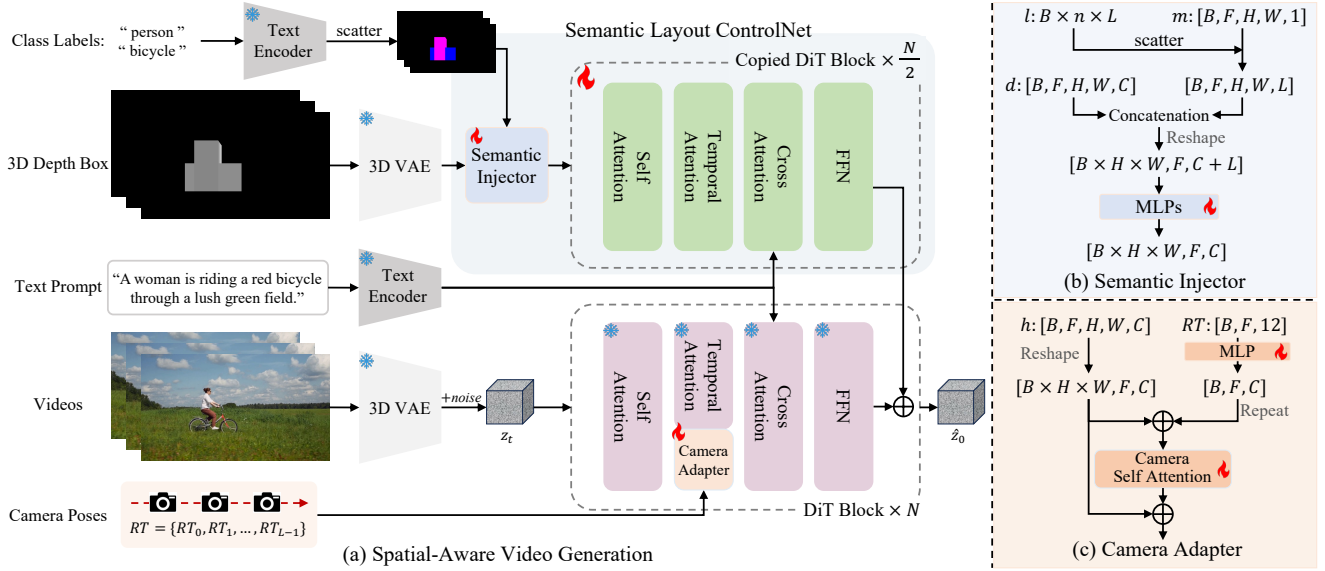 Class Labels:
“ person ”
“ bicycle ”
Text
Encoder
scatter
Semantic Layout ControlNet
Copied DiT Block × N/2
3D Depth Box
3D VAE
Semantic
Injector
Self
Attention
Temporal
Attention
Cross
Attention
FFN
Text Prompt
“A woman is riding a red bicycle
through a lush green field.”
Text
Encoder
Videos
3D VAE
+noise
z_t
Self
Attention
Temporal
Attention
Camera
Adapter
Cross
Attention
FFN
ẑ_0
DiT Block × N
Camera Poses
RT = {RT_0, RT_1, ..., RT_{L−1}}
(a) Spatial-Aware Video Generation
l: B × n × L
m: [B, F, H, W, 1]
scatter
d: [B, F, H, W, C]
[B, F, H, W, L]
Concatenation
Reshape
[B × H × W, F, C + L]
MLPs
[B × H × W, F, C]
(b) Semantic Injector
h: [B, F, H, W, C]
RT: [B, F, 12]
Reshape
MLP
[B × H × W, F, C]
[B, F, C]
Repeat
Camera
Self Attention
(c) Camera Adapter